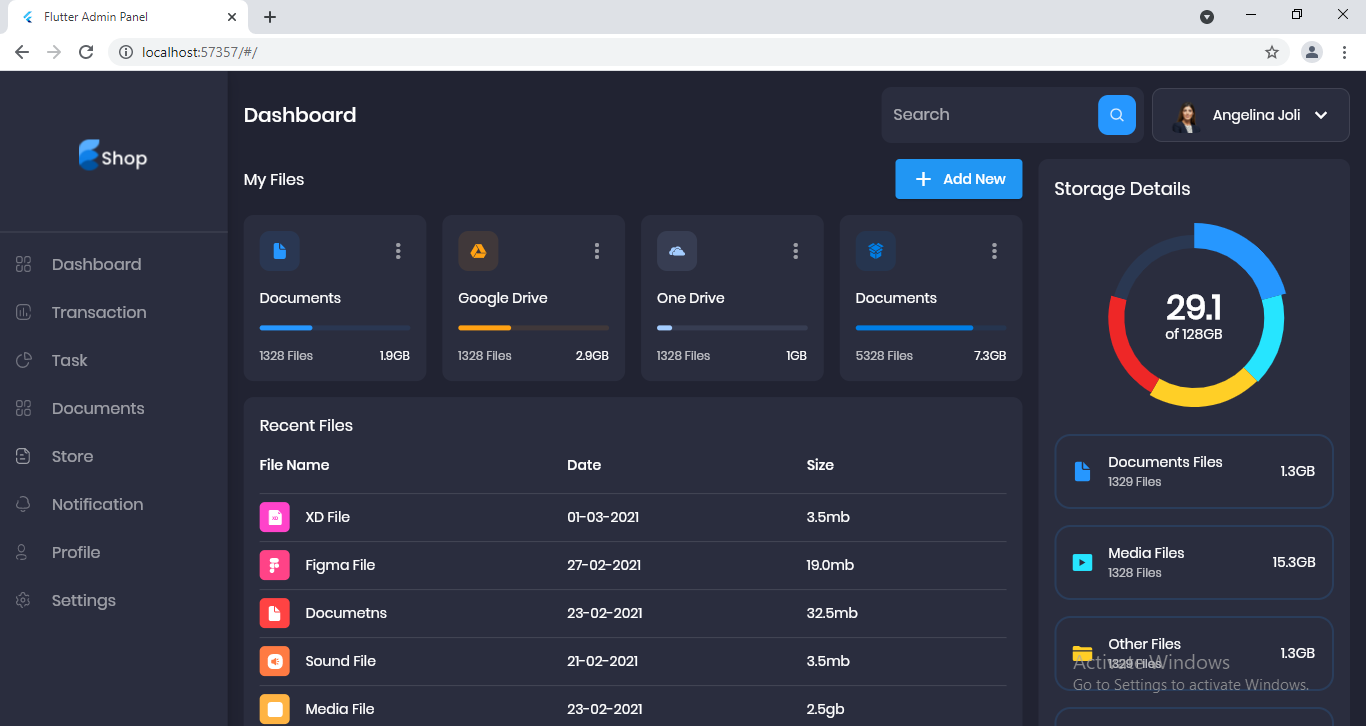 Flutter Admin Panel
localhost:57357/#/
Shop
Dashboard
Transaction
Task
Documents
Store
Notification
Profile
Settings
Dashboard
Search
Angelina Joli
My Files
Add New
Documents
1328 Files 1.9GB
Google Drive
1328 Files 2.9GB
One Drive
1328 Files 1GB
Documents
5328 Files 7.3GB
Recent Files
File Name Date Size
XD File 01-03-2021 3.5mb
Figma File 27-02-2021 19.0mb
Documetns 23-02-2021 32.5mb
Sound File 21-02-2021 3.5mb
Media File 23-02-2021 2.5gb
Storage Details
29.1
of 128GB
Documents Files
1329 Files
1.3GB
Media Files
1328 Files
15.3GB
Other Files
1329 Files
1.3GB
Activate Windows
Go to Settings to activate Windows.